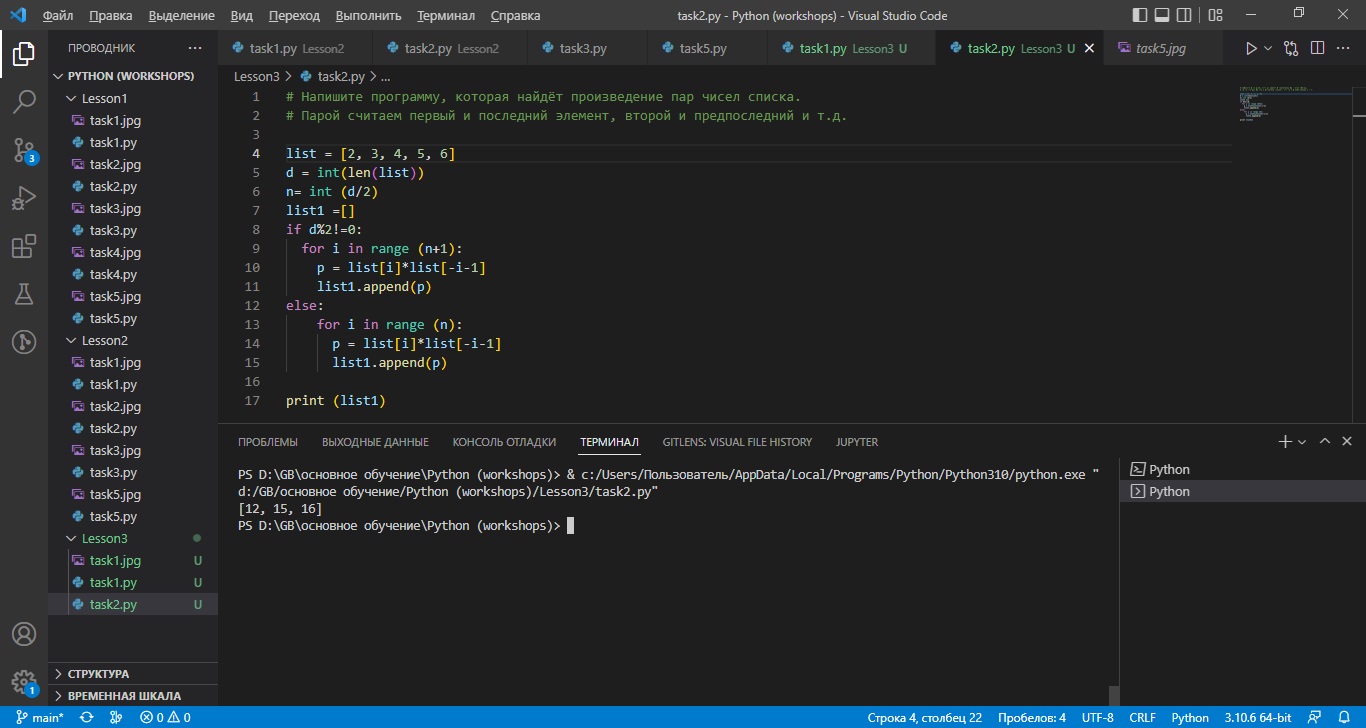 Файл Правка Выделение Вид Переход Выполнить Терминал Справка task2.py - Python (workshops) - Visual Studio Code
ПРОВОДНИК ...
PYTHON (WORKSHOPS)
Lesson1
task1.jpg
task1.py
task2.jpg
task2.py
task3.jpg
task3.py
task4.jpg
task4.py
task5.jpg
task5.py
Lesson2
task1.jpg
task1.py
task2.jpg
task2.py
task3.jpg
task3.py
task5.jpg
task5.py
Lesson3
task1.jpg U
task1.py U
task2.py U
СТРУКТУРА
ВРЕМЕННАЯ ШКАЛА
3
1
task1.py Lesson2 task2.py Lesson2 task3.py task5.py task1.py Lesson3 U task2.py Lesson3 U task5.jpg
Lesson3 > task2.py > ...
1 # Напишите программу, которая найдёт произведение пар чисел списка.
2 # Парой считаем первый и последний элемент, второй и предпоследний и т.д.
3
4 list = [2, 3, 4, 5, 6]
5 d = int(len(list))
6 n= int (d/2)
7 list1 =[]
8 if d%2!=0:
9 for i in range (n+1):
10 p = list[i]*list[-i-1]
11 list1.append(p)
12 else:
13 for i in range (n):
14 p = list[i]*list[-i-1]
15 list1.append(p)
16
17 print (list1)
ПРОБЛЕМЫ ВЫХОДНЫЕ ДАННЫЕ КОНСОЛЬ ОТЛАДКИ ТЕРМИНАЛ GITLENS: VISUAL FILE HISTORY JUPYTER
PS D:\GB\основное обучение\Python (workshops)> & c:/Users/Пользователь/AppData/Local/Programs/Python/Python310/python.exe "
d:/GB/основное обучение/Python (workshops)/Lesson3/task2.py"
[12, 15, 16]
PS D:\GB\основное обучение\Python (workshops)>
Python
Python
main* 0 0 Строка 4, столбец 22 Пробелов: 4 UTF-8 CRLF Python 3.10.6 64-bit